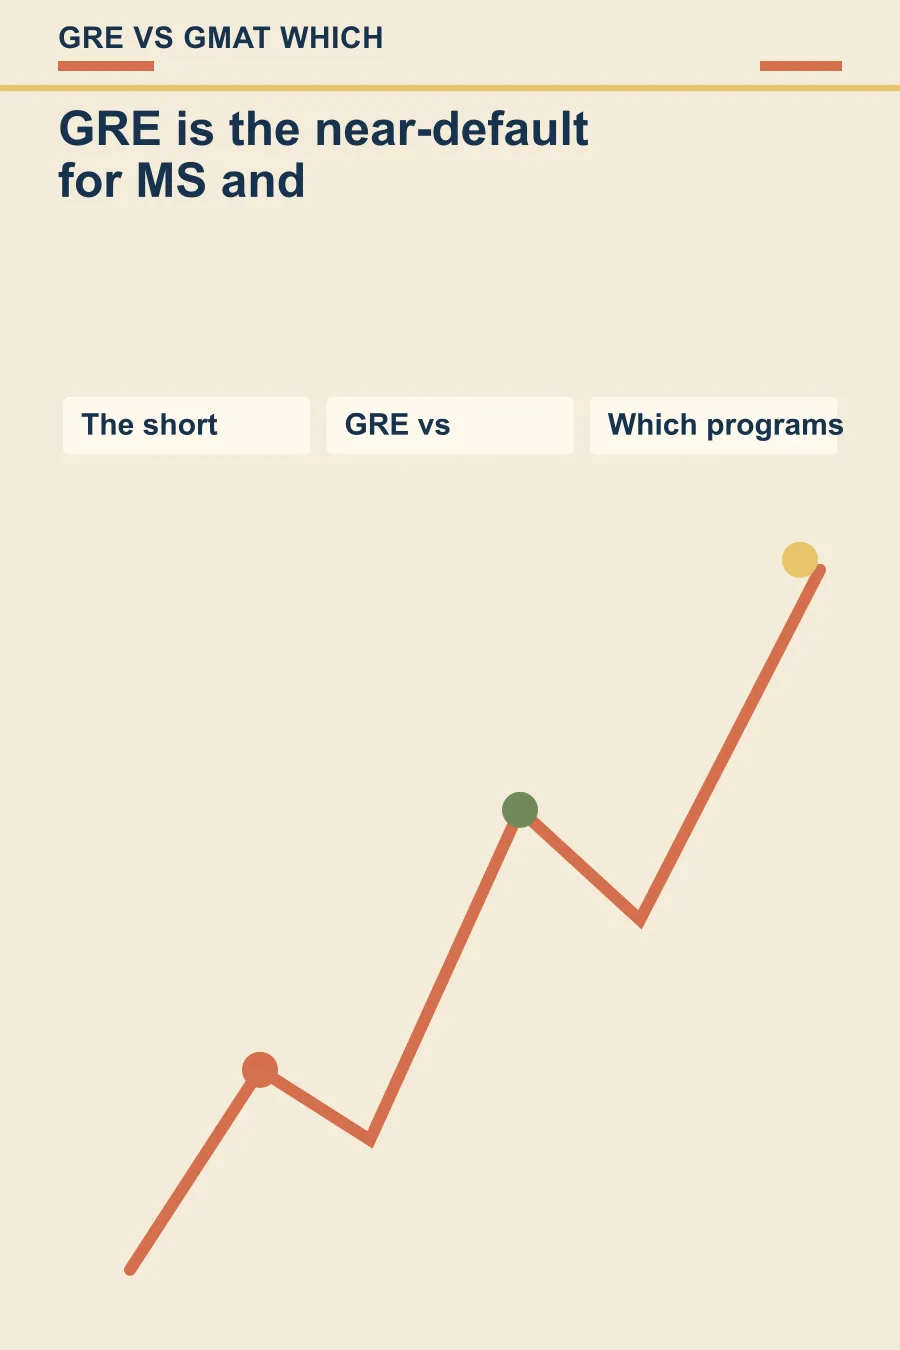 GRE VS GMAT WHICH
GRE is the near-default
for MS and
The short
GRE vs
Which programs